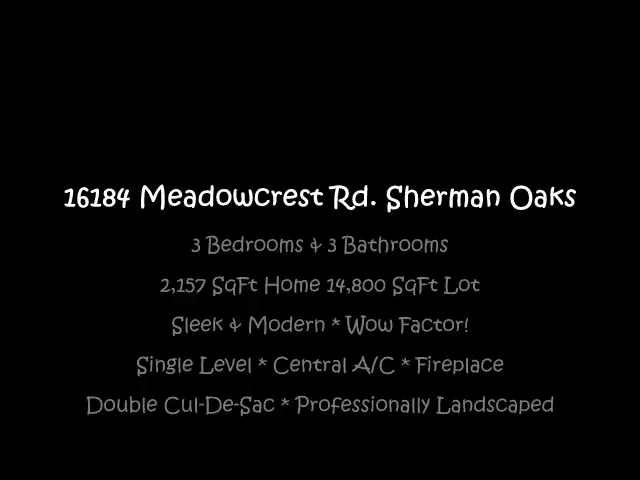 16184 Meadowcrest Rd. Sherman Oaks
3 Bedrooms & 3 Bathrooms
2,157 SqFt Home 14,800 SqFt Lot
Sleek & Modern * Wow Factor!
Single Level * Central A/C * Fireplace
Double Cul-De-Sac * Professionally Landscaped